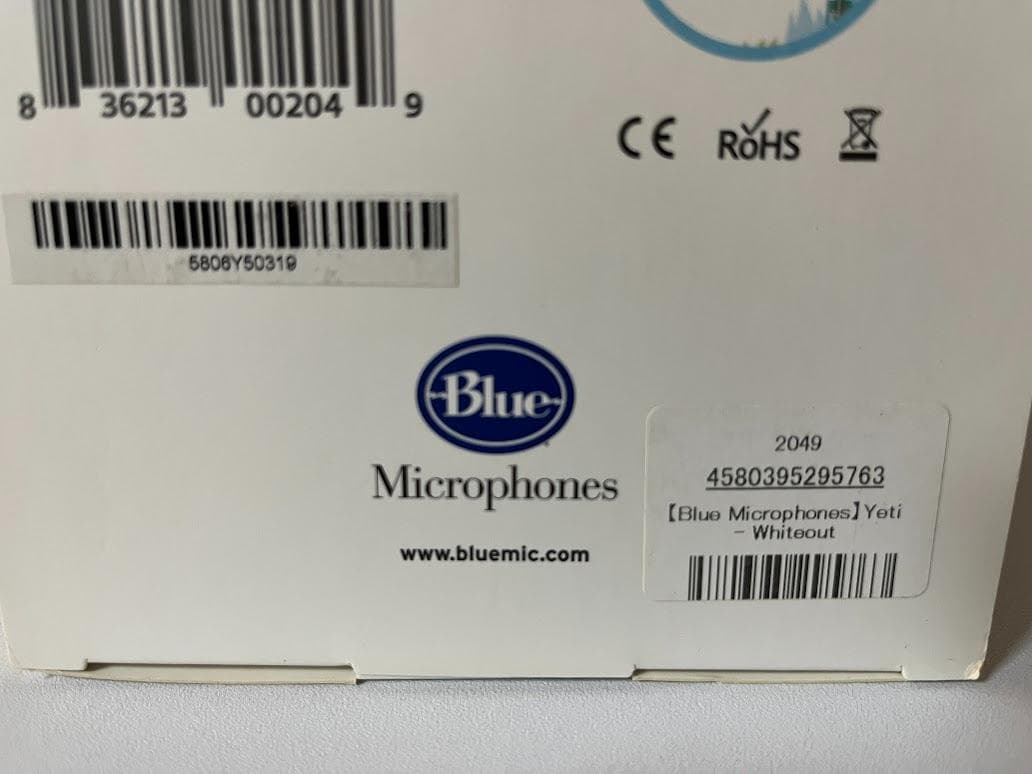 8 36213 00204 9
CE RoHS
5806Y50319
Blue
Microphones
www.bluemic.com
2049
4580395295763
【Blue Microphones】Yeti
- Whiteout